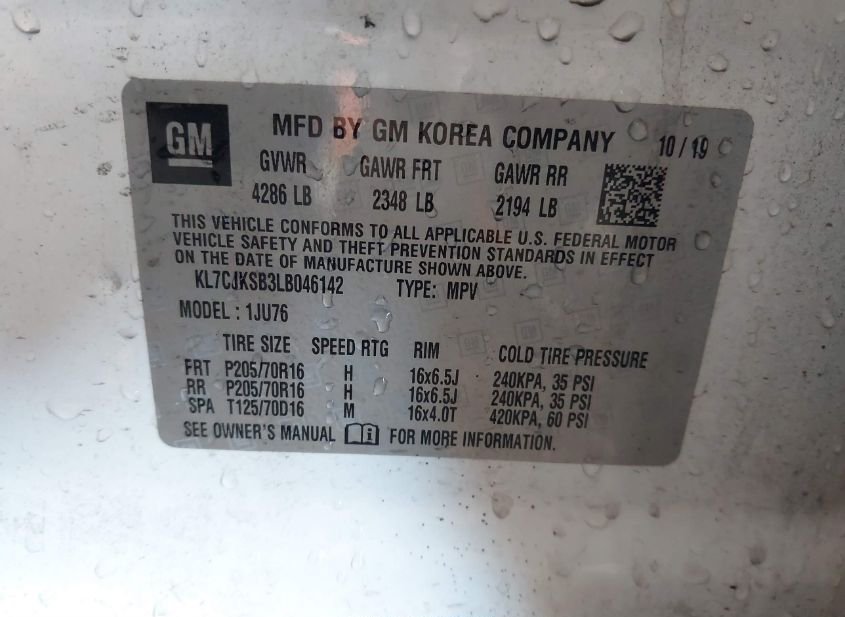 GM
MFD BY GM KOREA COMPANY 10 / 19
GVWR GAWR FRT GAWR RR
4286 LB 2348 LB 2194 LB
THIS VEHICLE CONFORMS TO ALL APPLICABLE U.S. FEDERAL MOTOR
VEHICLE SAFETY AND THEFT PREVENTION STANDARDS IN EFFECT
ON THE DATE OF MANUFACTURE SHOWN ABOVE.
KL7CJKSB3LB046142 TYPE: MPV
MODEL : 1JU76
TIRE SIZE SPEED RTG RIM COLD TIRE PRESSURE
FRT P205/70R16 H 16x6.5J 240KPA, 35 PSI
RR P205/70R16 H 16x6.5J 240KPA, 35 PSI
SPA T125/70D16 M 16x4.0T 420KPA, 60 PSI
SEE OWNER'S MANUAL FOR MORE INFORMATION.